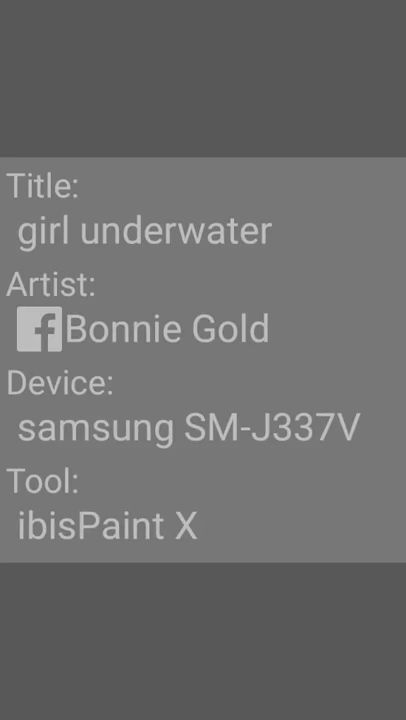 Title:
girl underwater
Artist:
Bonnie Gold
Device:
samsung SM-J337V
Tool:
ibisPaint X